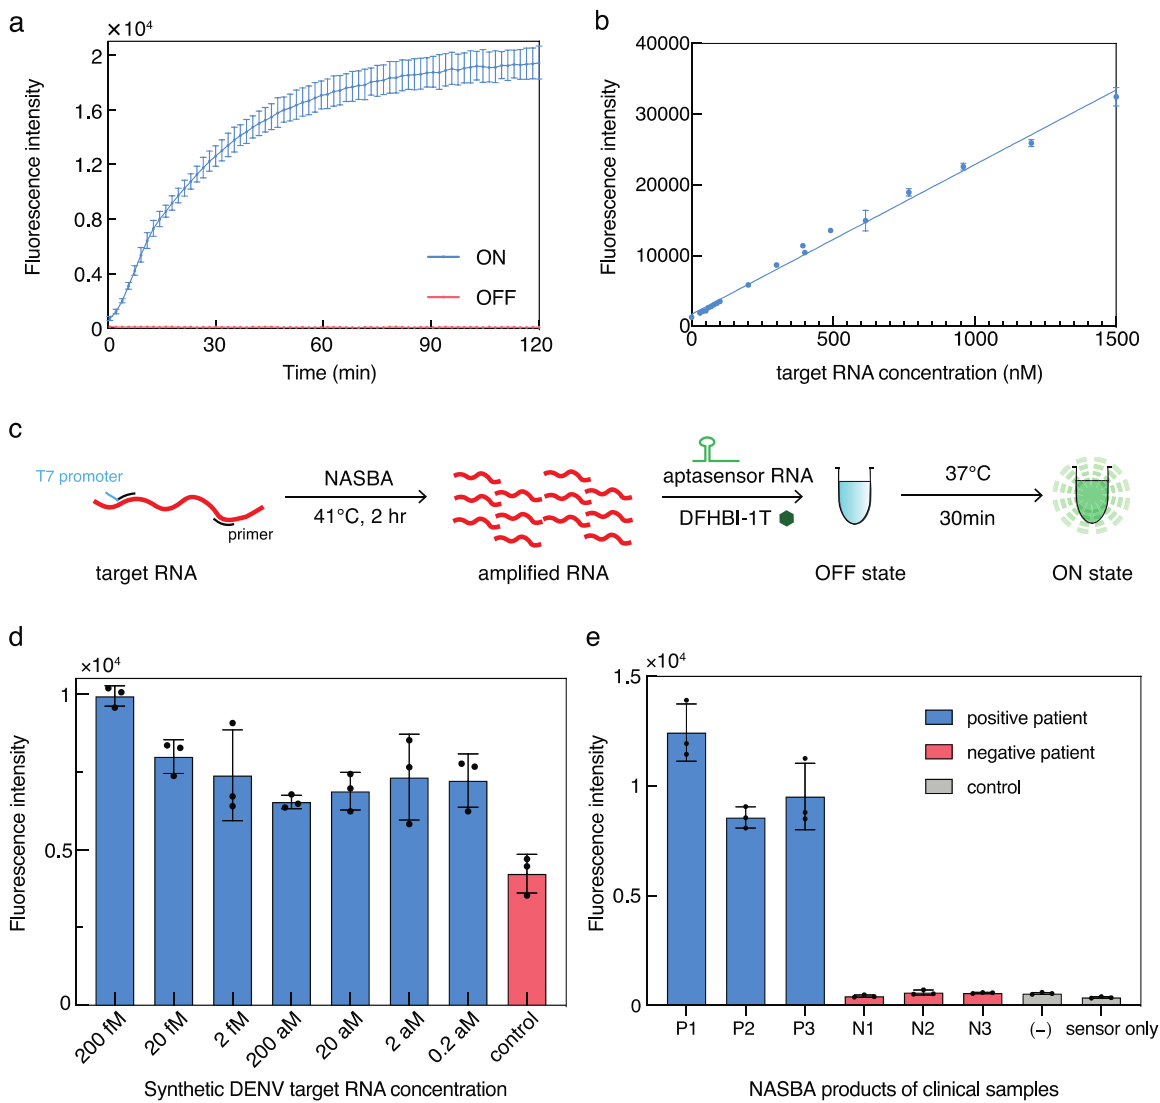 a
×10⁴
2
1.6
1.2
0.8
0.4
0
Fluorescence intensity
ON
OFF
0 30 60 90 120
Time (min)
b
40000
30000
20000
10000
0
Fluorescence intensity
0 500 1000 1500
target RNA concentration (nM)
c
T7 promoter
primer
target RNA
NASBA
41°C, 2 hr
amplified RNA
aptasensor RNA
DFHBI-1T
OFF state
37°C
30min
ON state
d
×10⁴
1
0.5
0
Fluorescence intensity
200 fM 20 fM 2 fM 200 aM 20 aM 2 aM 0.2 aM control
Synthetic DENV target RNA concentration
e
×10⁴
1.5
1
0.5
0
Fluorescence intensity
positive patient
negative patient
control
P1 P2 P3 N1 N2 N3 (−) sensor only
NASBA products of clinical samples